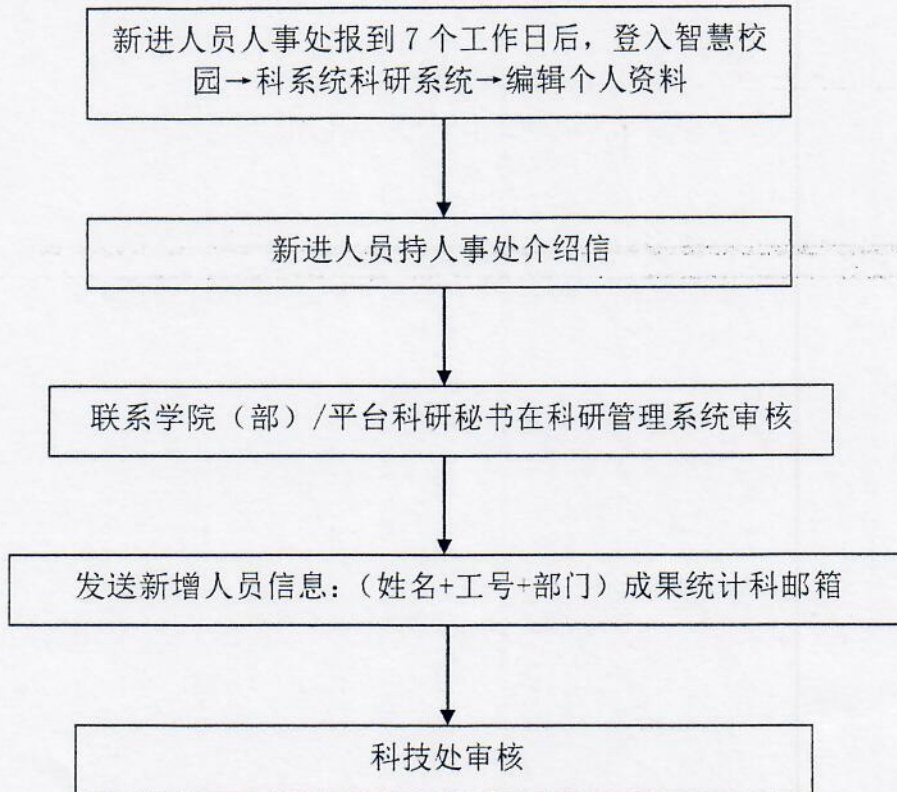 新进人员人事处报到 7 个工作日后，登入智慧校
园→科系统科研系统→编辑个人资料
新进人员持人事处介绍信
联系学院（部）/平台科研秘书在科研管理系统审核
发送新增人员信息：（姓名+工号+部门）成果统计科邮箱
科技处审核